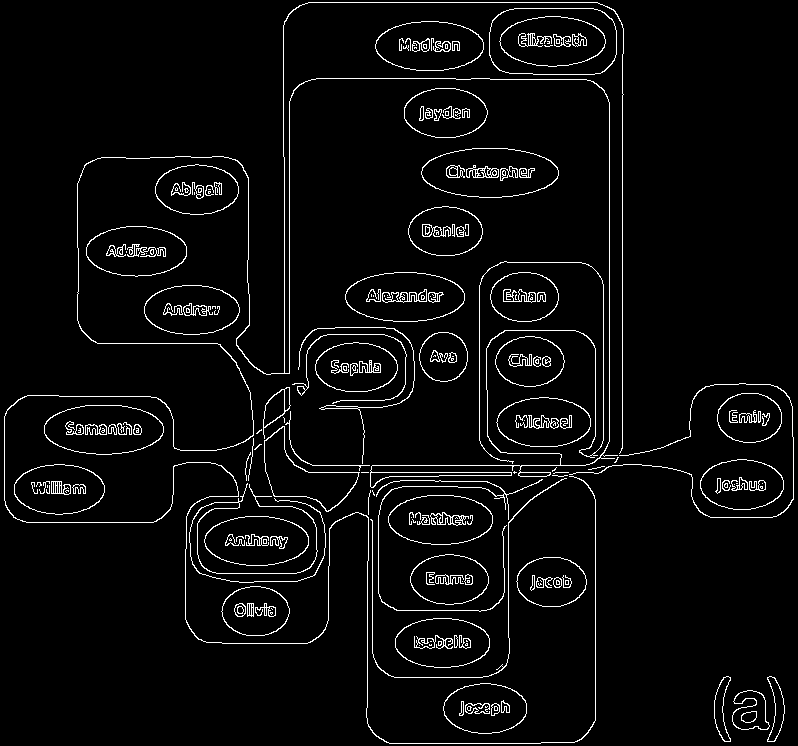 Madison
Elizabeth
Jayden
Christopher
Abigail
Daniel
Addison
Alexander
Ethan
Andrew
Ava
Chloe
Sophia
Michael
Emily
Samantha
William
Joshua
Matthew
Anthony
Emma
Jacob
Olivia
Isabella
Joseph
(a)